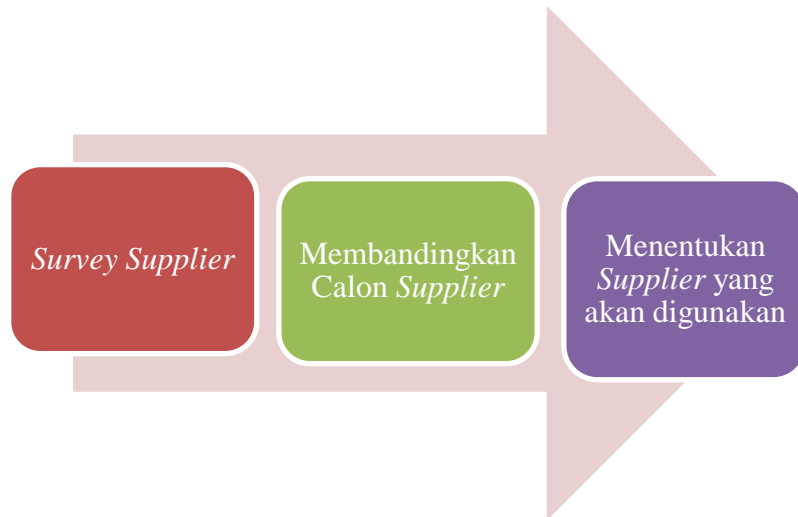 Survey Supplier
Membandingkan
Calon Supplier
Menentukan
Supplier yang
akan digunakan